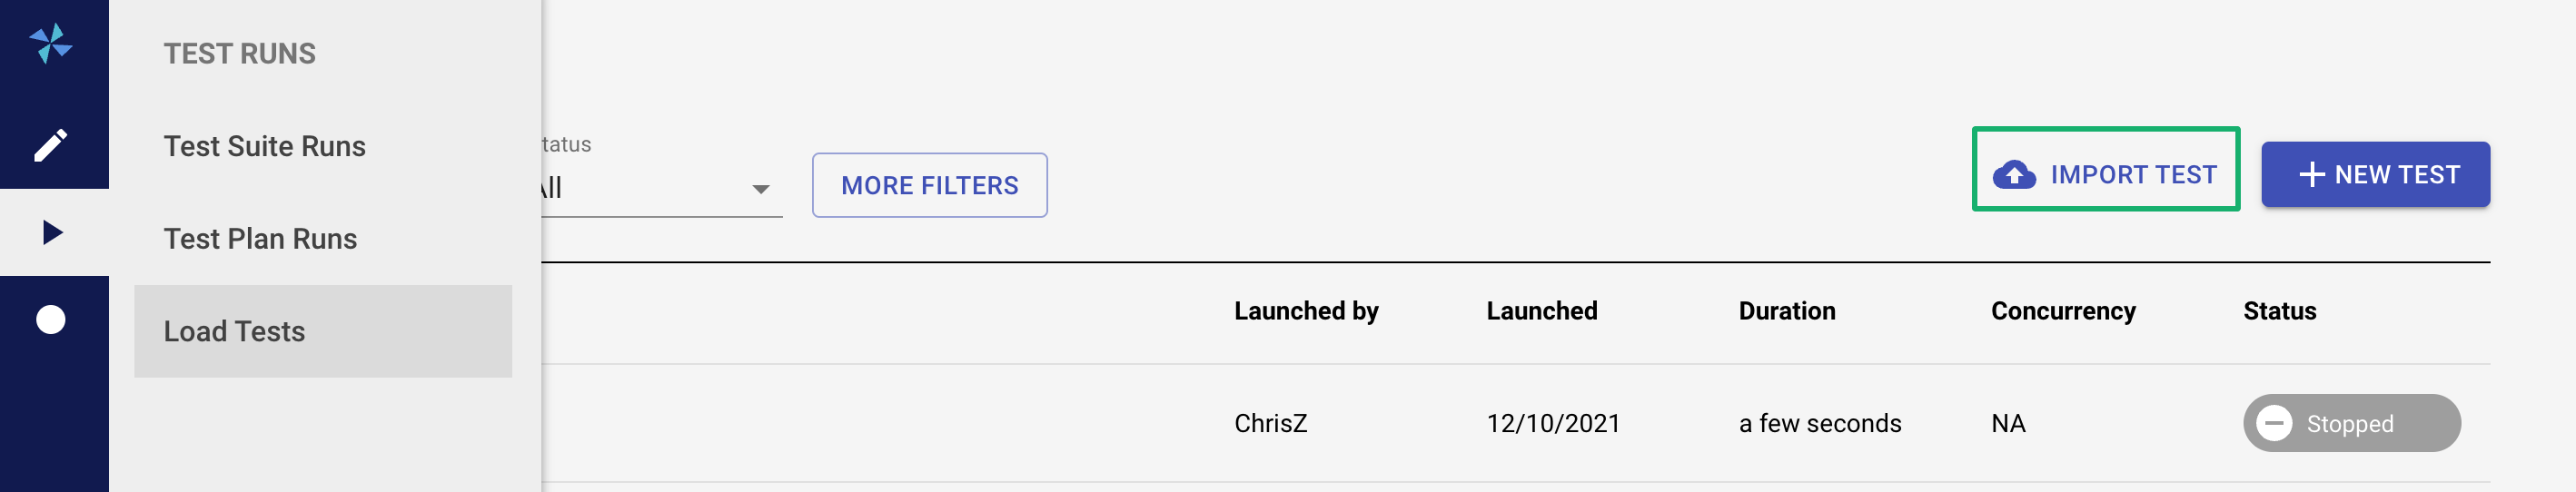 TEST RUNS
Test Suite Runs
Test Plan Runs
Load Tests
tatus
All
MORE FILTERS
IMPORT TEST
NEW TEST
Launched by Launched Duration Concurrency Status
ChrisZ 12/10/2021 a few seconds NA Stopped